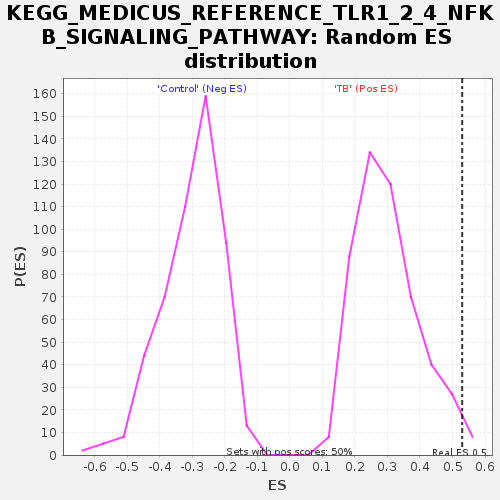 KEGG_MEDICUS_REFERENCE_TLR1_2_4_NFK
B_SIGNALING_PATHWAY: Random ES
distribution
'Control' (Neg ES)
'TB' (Pos ES)
P(ES)
160
150
140
130
120
110
100
90
80
70
60
50
40
30
20
10
0
Sets with pos scores: 50%
Real ES 0.5
-0.6 -0.5 -0.4 -0.3 -0.2 -0.1 0.0 0.1 0.2 0.3 0.4 0.5 0.6
ES